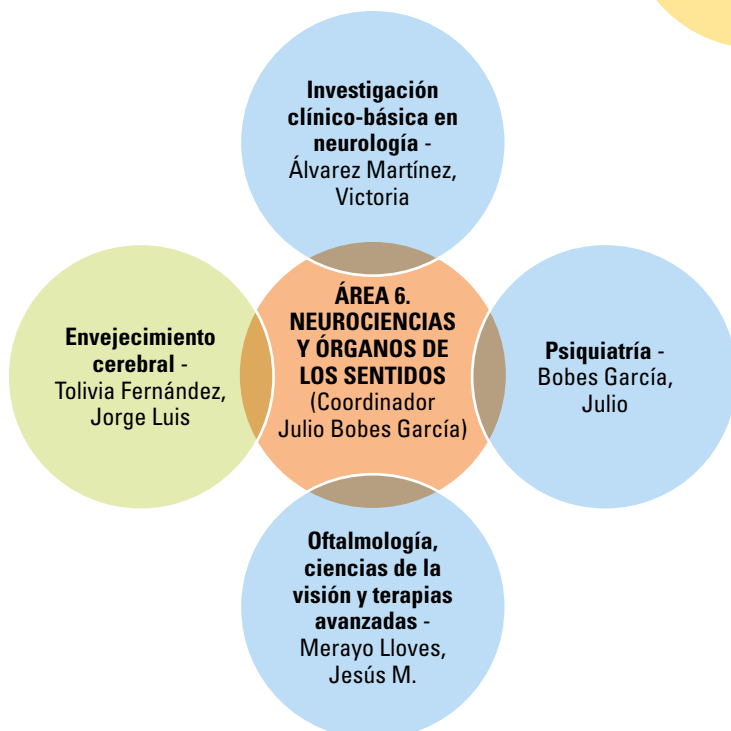 Investigación
clínico-básica en
neurología -
Álvarez Martínez,
Victoria
Envejecimiento
cerebral -
Tolivia Fernández,
Jorge Luis
ÁREA 6.
NEUROCIENCIAS
Y ÓRGANOS DE
LOS SENTIDOS
(Coordinador
Julio Bobes García)
Psiquiatría -
Bobes García,
Julio
Oftalmología,
ciencias de la
visión y terapias
avanzadas -
Merayo Lloves,
Jesús M.